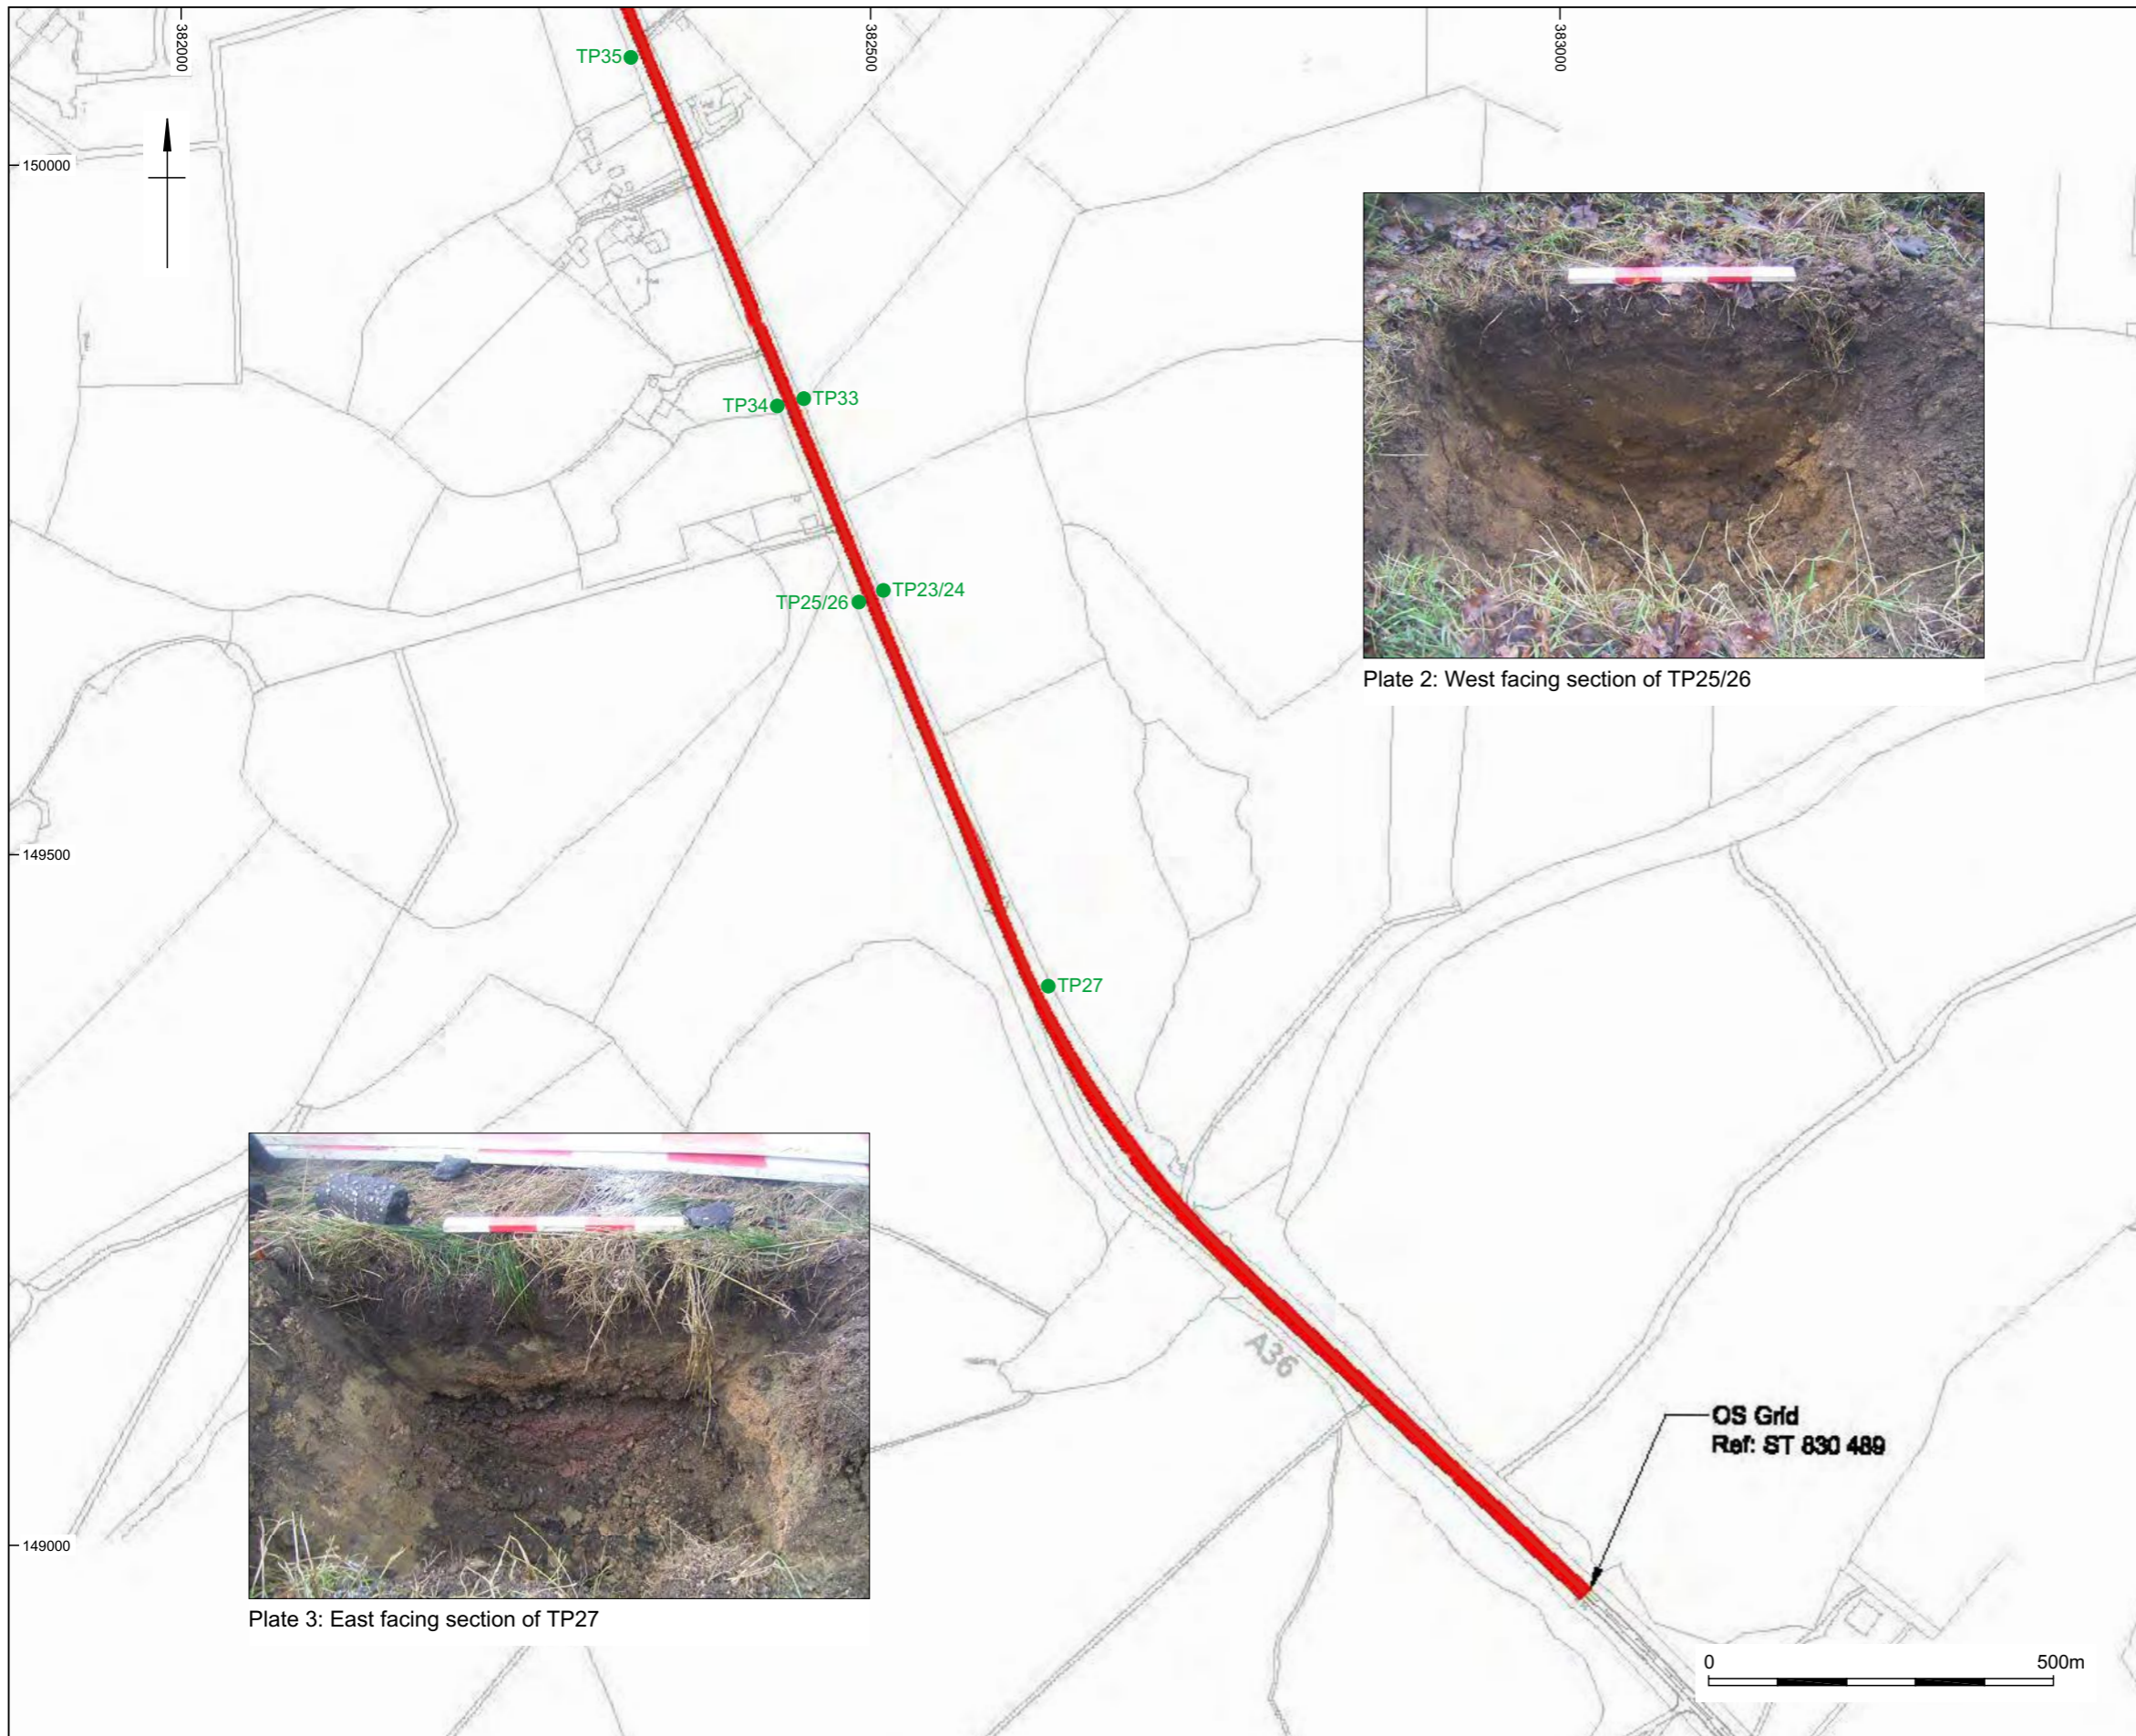 382000
382500
383000
TP35
150000
TP34
TP33
TP23/24
TP25/26
Plate 2: West facing section of TP25/26
149500
TP27
A36
OS Grid
Ref: ST 830 489
149000
Plate 3: East facing section of TP27
0 500m